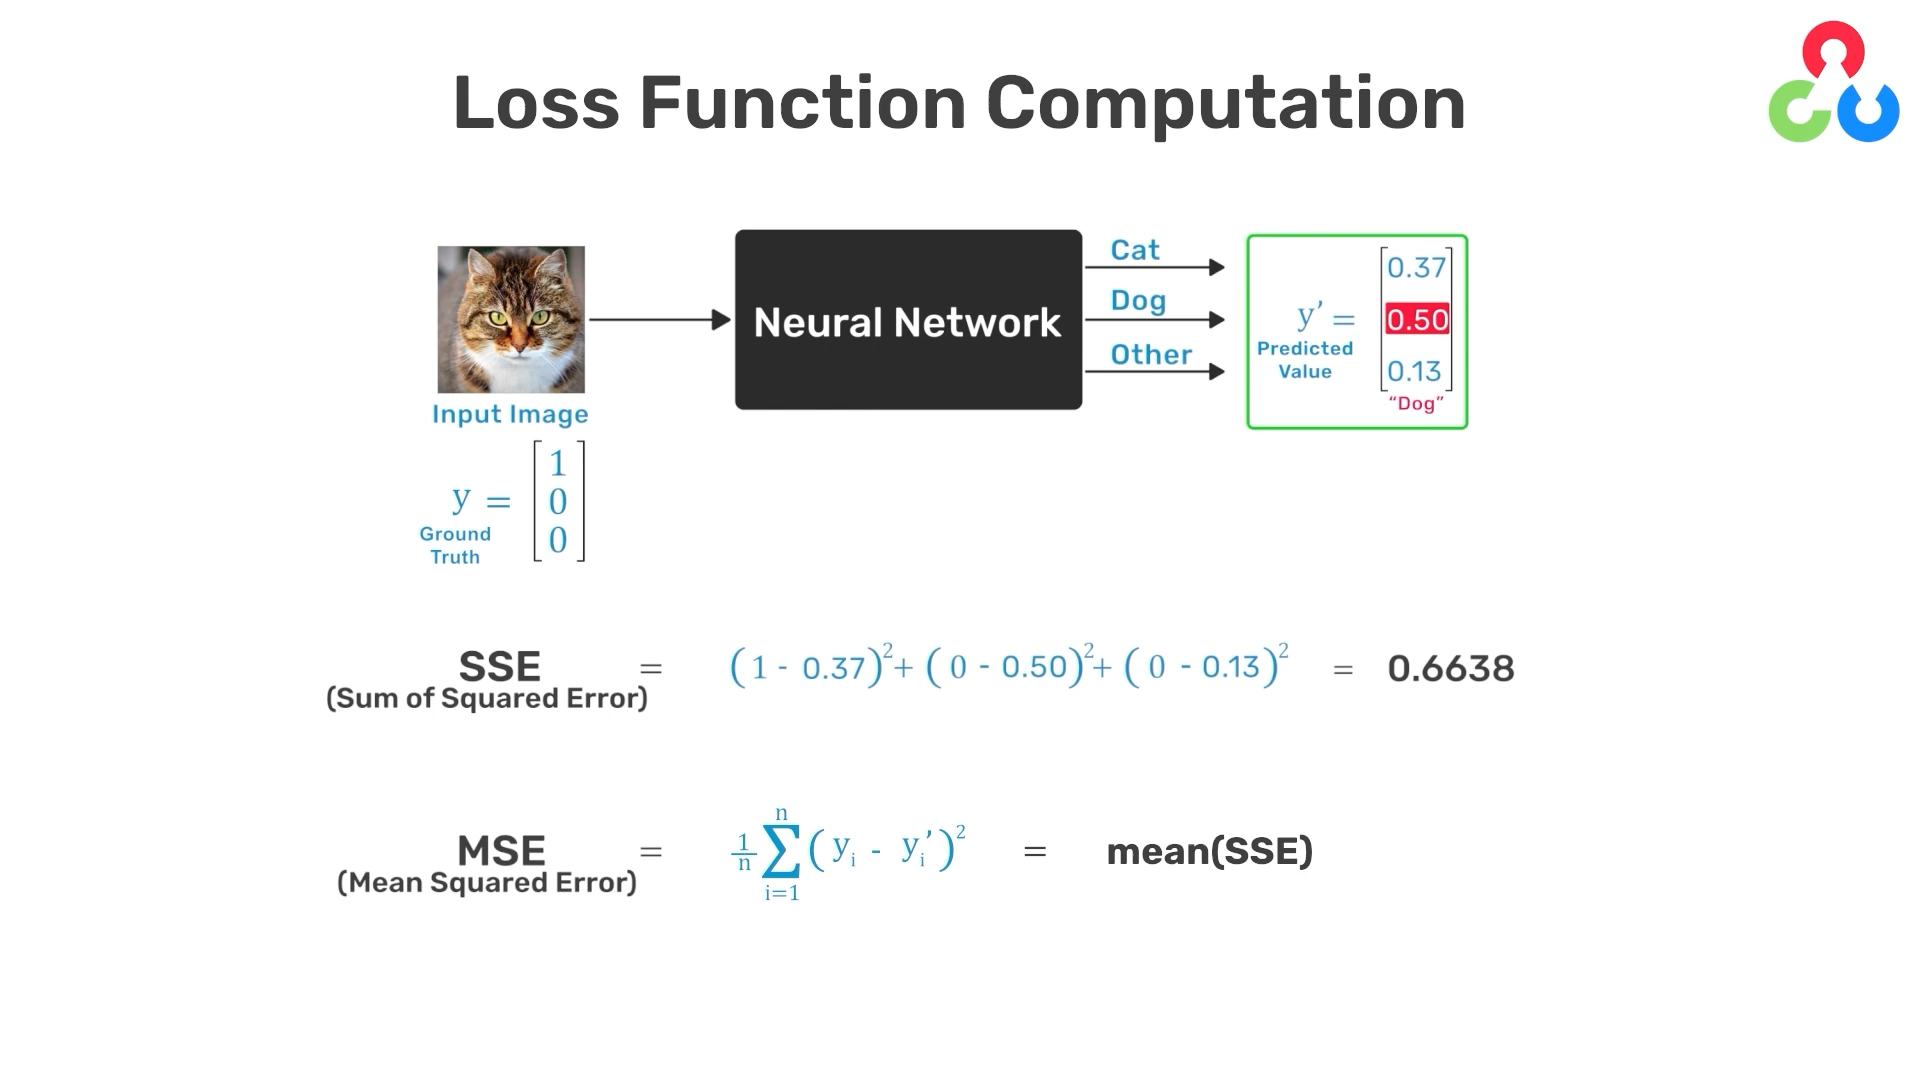 Loss Function Computation
Cat
Dog
Other
Neural Network
Input Image
y’ =
Predicted
Value
0.37
0.50
0.13
“Dog”
y =
Ground
Truth
1
0
0
SSE = (1 - 0.37)² + (0 - 0.50)² + (0 - 0.13)² = 0.6638
(Sum of Squared Error)
MSE = 1/n ∑ n i=1 (yᵢ - yᵢ’)² = mean(SSE)
(Mean Squared Error)